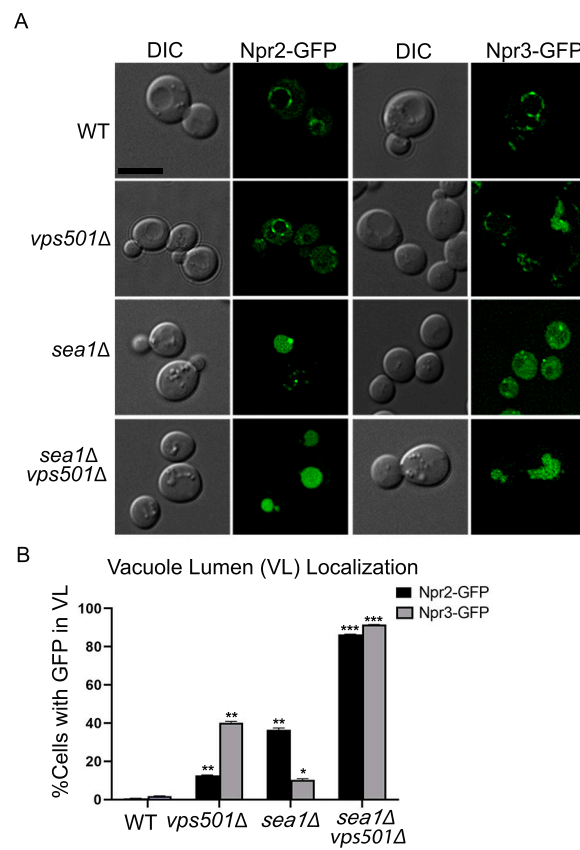 A
DIC Npr2-GFP DIC Npr3-GFP
WT
vps501Δ
sea1Δ
sea1Δ
vps501Δ
B
Vacuole Lumen (VL) Localization
Npr2-GFP
Npr3-GFP
%Cells with GFP in VL
100
80
60
40
20
0
** ** ** * *** ***
WT vps501Δ sea1Δ sea1Δ
vps501Δ